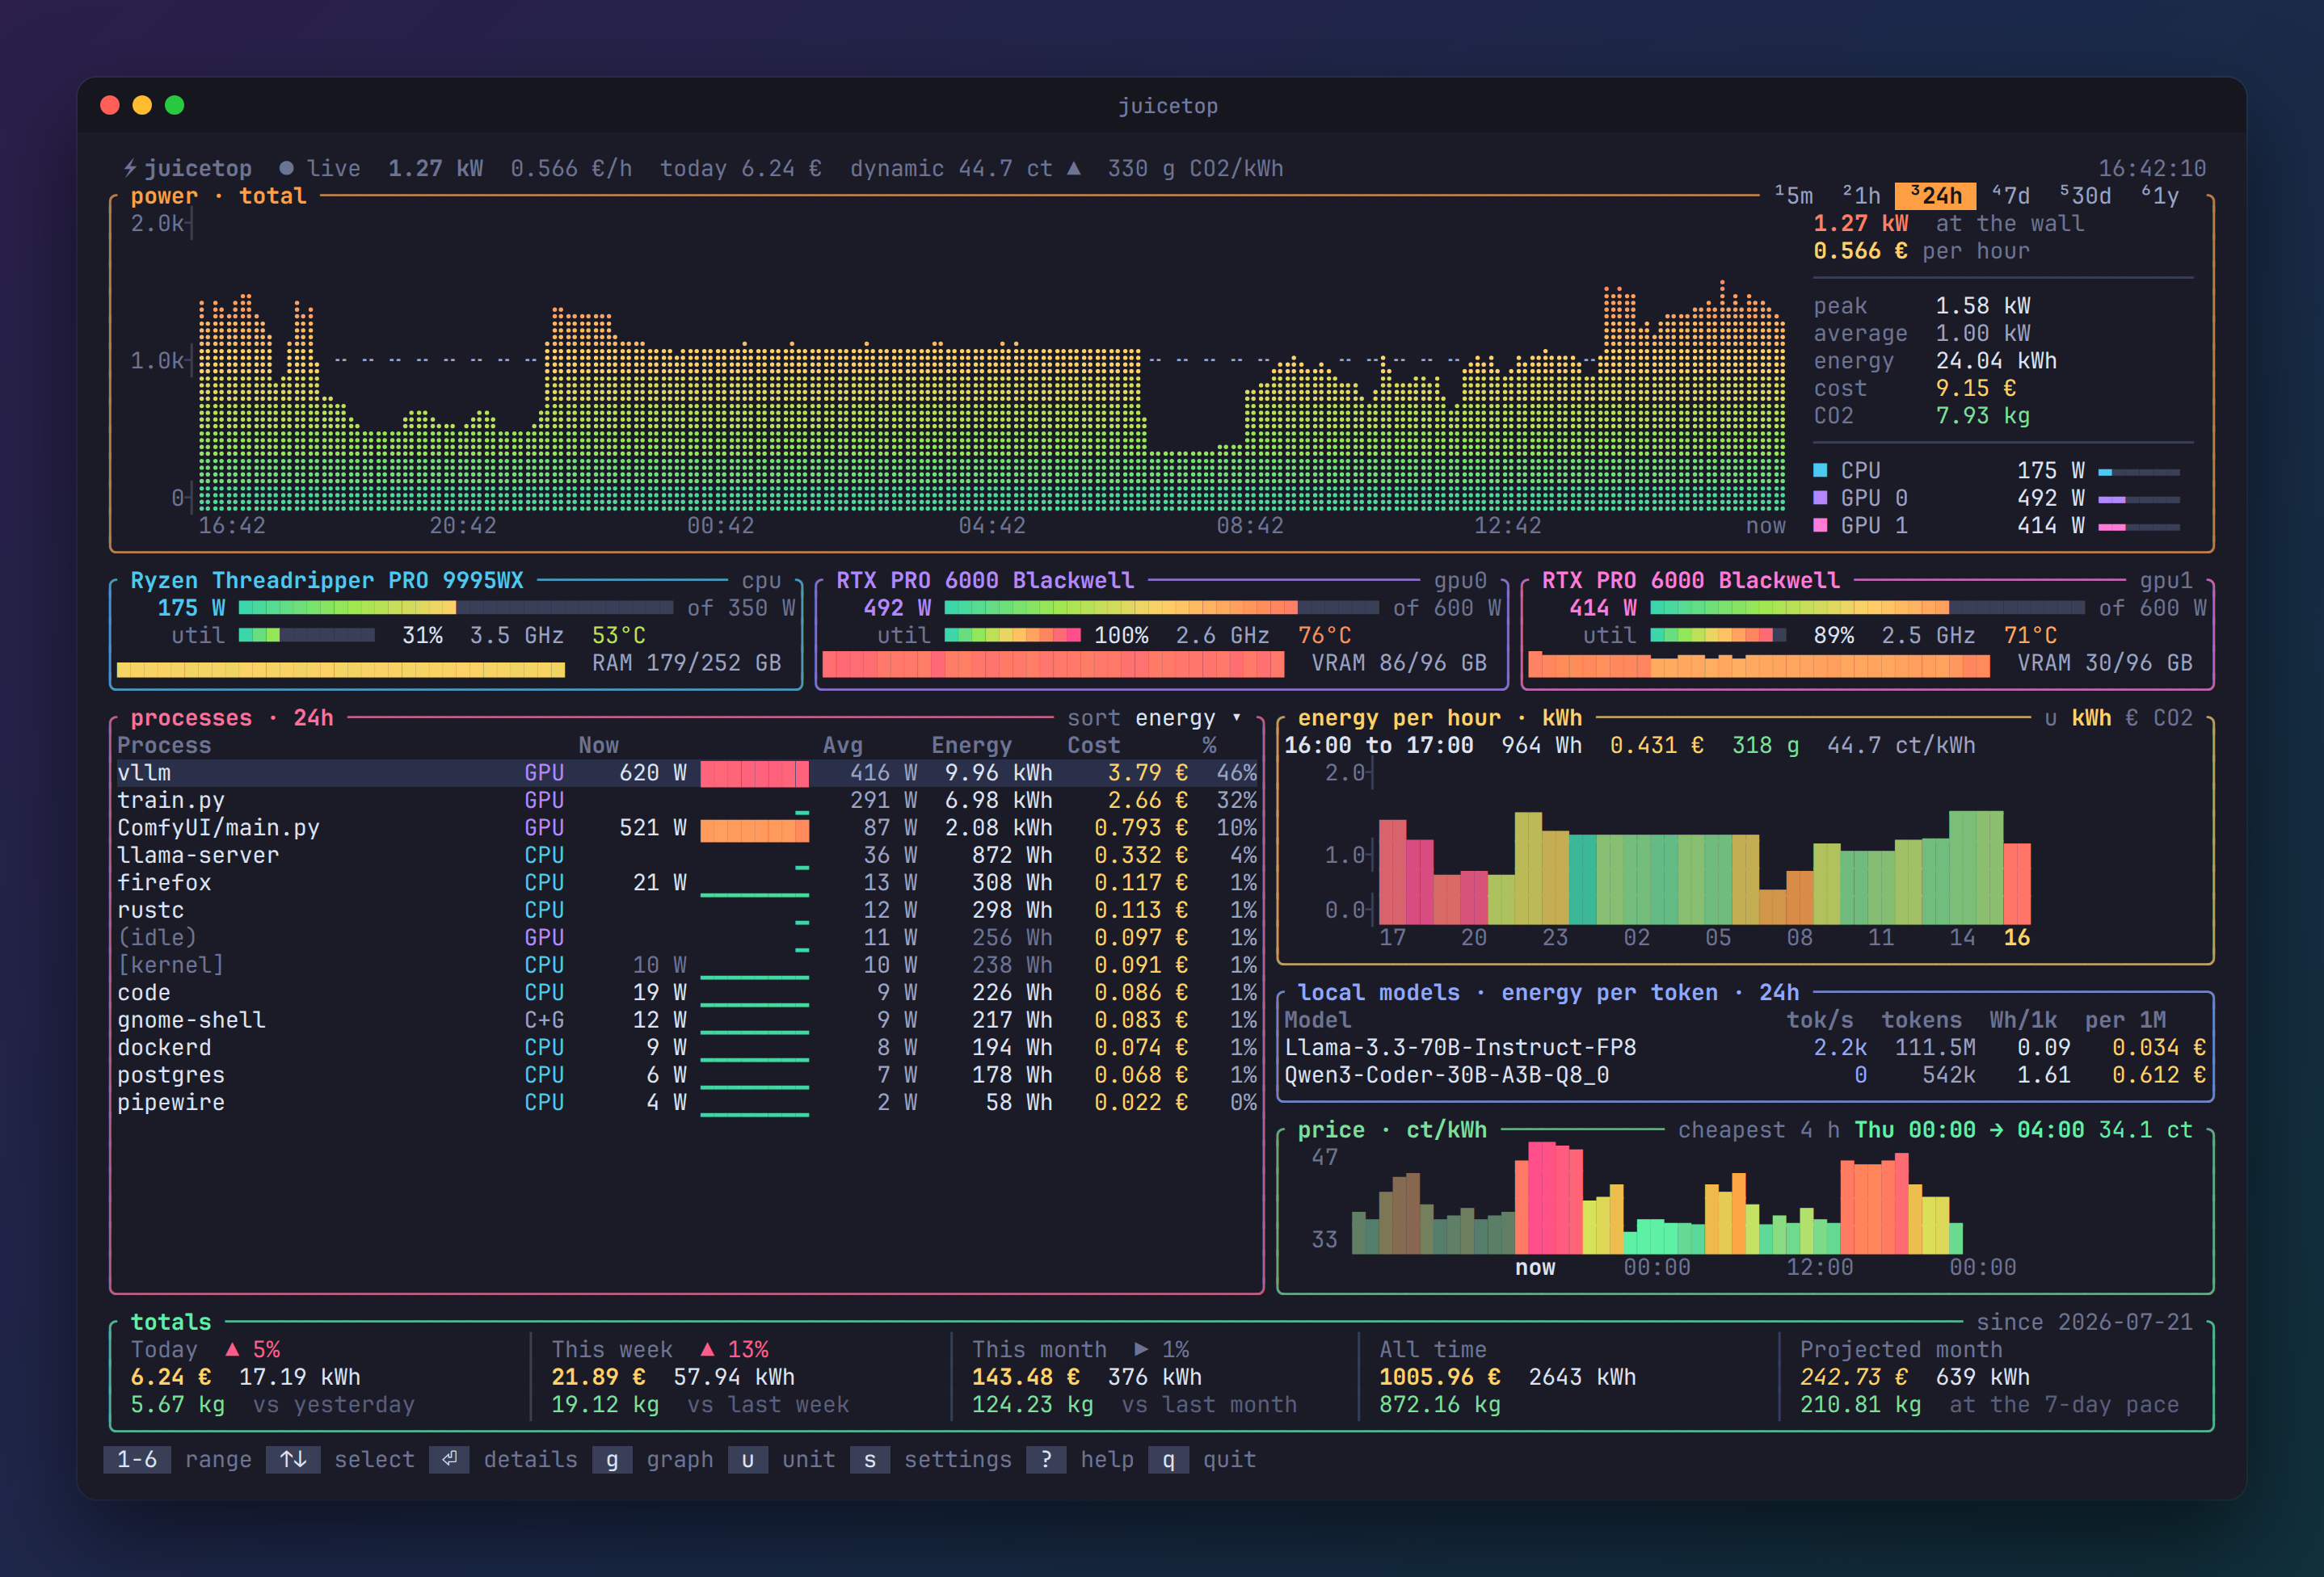 juicetop
⚡juicetop ● live 1.27 kW 0.566 €/h today 6.24 € dynamic 44.7 ct ▲ 330 g CO2/kWh 16:42:10
power · total ¹5m ²1h ³24h ⁴7d ⁵30d ⁶1y
2.0k 1.27 kW at the wall
0.566 € per hour
peak 1.58 kW
average 1.00 kW
1.0k energy 24.04 kWh
cost 9.15 €
CO2 7.93 kg
CPU 175 W
0 GPU 0 492 W
16:42 20:42 00:42 04:42 08:42 12:42 now GPU 1 414 W
Ryzen Threadripper PRO 9995WX cpu
175 W of 350 W
util 31% 3.5 GHz 53°C
RAM 179/252 GB
RTX PRO 6000 Blackwell gpu0
492 W of 600 W
util 100% 2.6 GHz 76°C
VRAM 86/96 GB
RTX PRO 6000 Blackwell gpu1
414 W of 600 W
util 89% 2.5 GHz 71°C
VRAM 30/96 GB
processes · 24h sort energy ▾
Process Now Avg Energy Cost %
vllm GPU 620 W 416 W 9.96 kWh 3.79 € 46%
train.py GPU 291 W 6.98 kWh 2.66 € 32%
ComfyUI/main.py GPU 521 W 87 W 2.08 kWh 0.793 € 10%
llama-server CPU 36 W 872 Wh 0.332 € 4%
firefox CPU 21 W 13 W 308 Wh 0.117 € 1%
rustc CPU 12 W 298 Wh 0.113 € 1%
(idle) GPU 11 W 256 Wh 0.097 € 1%
[kernel] CPU 10 W 10 W 238 Wh 0.091 € 1%
code CPU 19 W 9 W 226 Wh 0.086 € 1%
gnome-shell C+G 12 W 9 W 217 Wh 0.083 € 1%
dockerd CPU 9 W 8 W 194 Wh 0.074 € 1%
postgres CPU 6 W 7 W 178 Wh 0.068 € 1%
pipewire CPU 4 W 2 W 58 Wh 0.022 € 0%
energy per hour · kWh u kWh € CO2
16:00 to 17:00 964 Wh 0.431 € 318 g 44.7 ct/kWh
2.0
1.0
0.0
17 20 23 02 05 08 11 14 16
local models · energy per token · 24h
Model tok/s tokens Wh/1k per 1M
Llama-3.3-70B-Instruct-FP8 2.2k 111.5M 0.09 0.034 €
Qwen3-Coder-30B-A3B-Q8_0 0 542k 1.61 0.612 €
price · ct/kWh cheapest 4 h Thu 00:00 → 04:00 34.1 ct
47
33
now 00:00 12:00 00:00
totals since 2026-07-21
Today ▲ 5% This week ▲ 13% This month ▶ 1% All time Projected month
6.24 € 17.19 kWh 21.89 € 57.94 kWh 143.48 € 376 kWh 1005.96 € 2643 kWh 242.73 € 639 kWh
5.67 kg vs yesterday 19.12 kg vs last week 124.23 kg vs last month 872.16 kg 210.81 kg at the 7-day pace
1-6 range ↑↓ select ⏎ details g graph u unit s settings ? help q quit